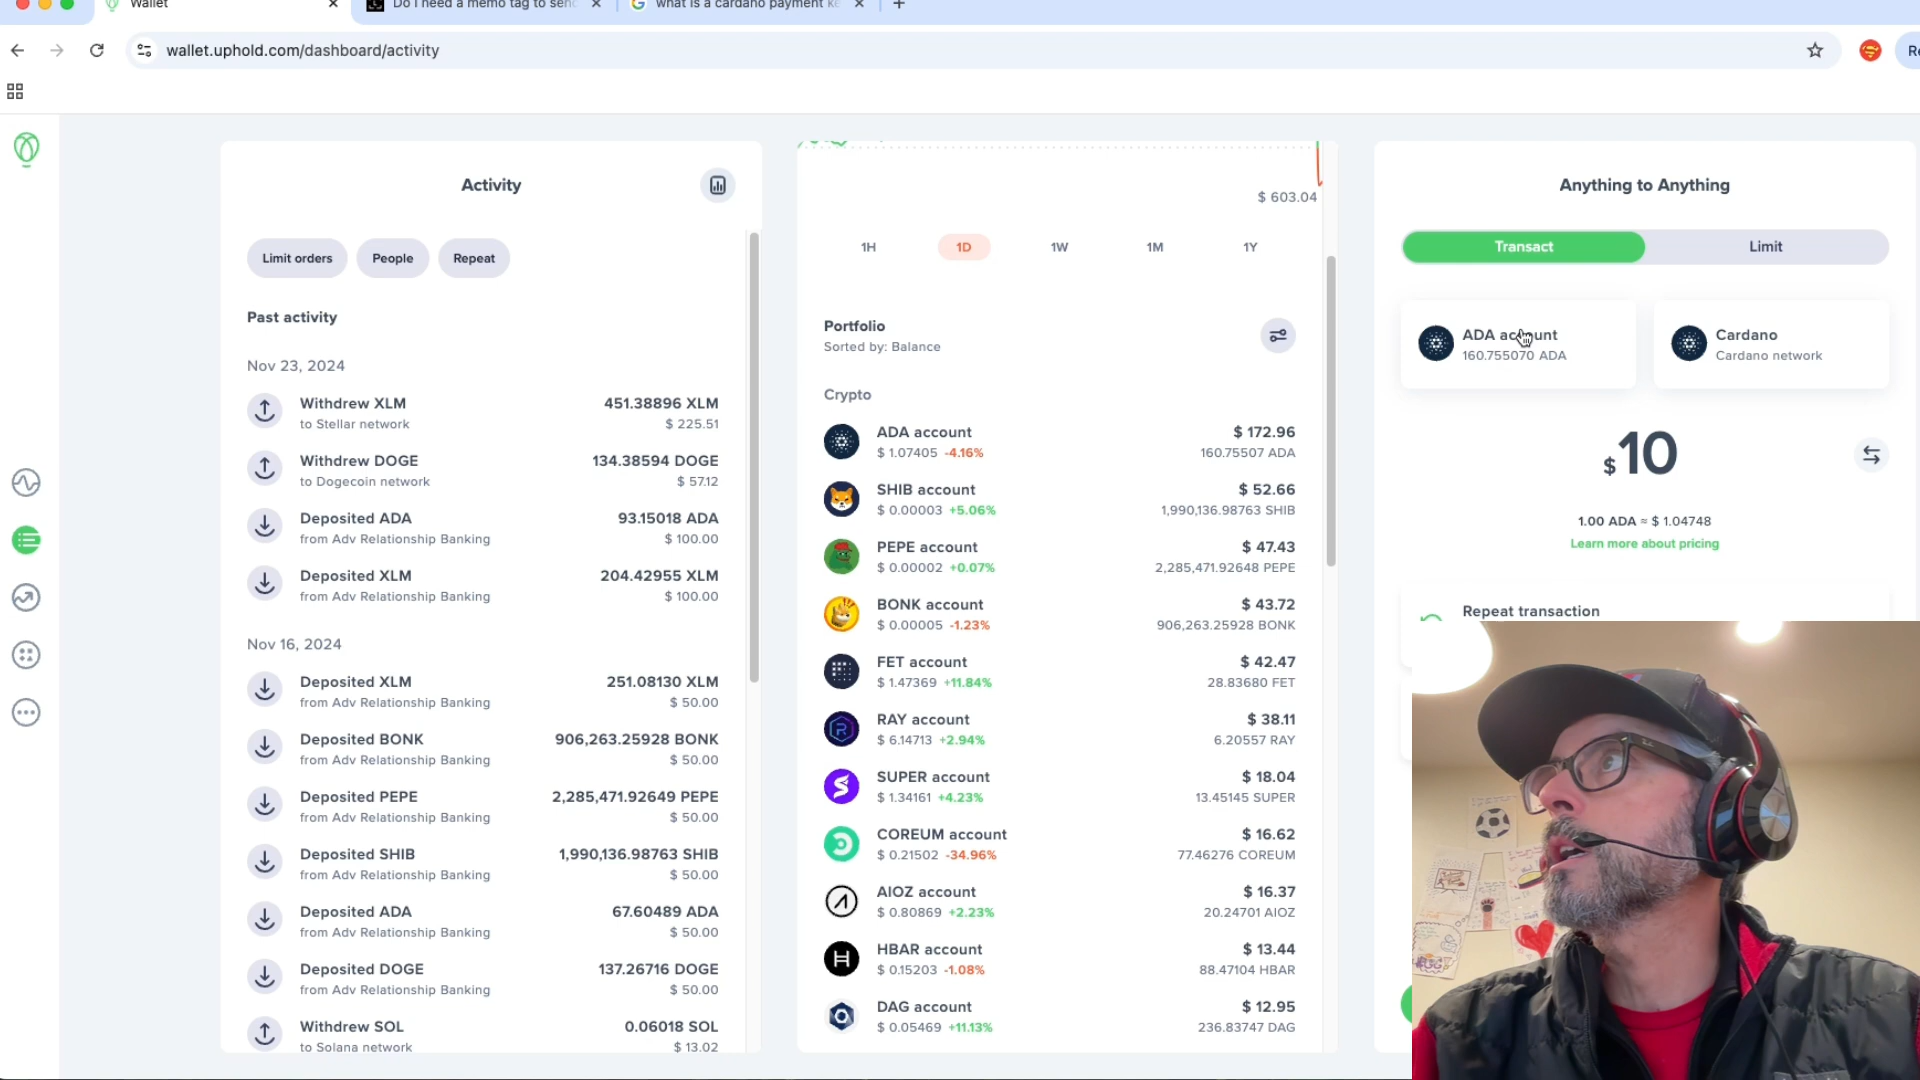 Wallet
Do I need a memo tag to send
what is a cardano payment ke
wallet.uphold.com/dashboard/activity
Re
Activity
Limit orders
People
Repeat
Past activity
Nov 23, 2024
Withdrew XLM
451.38896 XLM
to Stellar network
$ 225.51
Withdrew DOGE
134.38594 DOGE
to Dogecoin network
$ 57.12
Deposited ADA
93.15018 ADA
from Adv Relationship Banking
$ 100.00
Deposited XLM
204.42955 XLM
from Adv Relationship Banking
$ 100.00
Nov 16, 2024
Deposited XLM
251.08130 XLM
from Adv Relationship Banking
$ 50.00
Deposited BONK
906,263.25928 BONK
from Adv Relationship Banking
$ 50.00
Deposited PEPE
2,285,471.92649 PEPE
from Adv Relationship Banking
$ 50.00
Deposited SHIB
1,990,136.98763 SHIB
from Adv Relationship Banking
$ 50.00
Deposited ADA
67.60489 ADA
from Adv Relationship Banking
$ 50.00
Deposited DOGE
137.26716 DOGE
from Adv Relationship Banking
$ 50.00
Withdrew SOL
0.06018 SOL
to Solana network
$ 13.02
$ 603.04
1H
1D
1W
1M
1Y
Portfolio
Sorted by: Balance
Crypto
ADA account
$ 172.96
$ 1.07405 -4.16%
160.75507 ADA
SHIB account
$ 52.66
$ 0.00003 +5.06%
1,990,136.98763 SHIB
PEPE account
$ 47.43
$ 0.00002 +0.07%
2,285,471.92648 PEPE
BONK account
$ 43.72
$ 0.00005 -1.23%
906,263.25928 BONK
FET account
$ 42.47
$ 1.47369 +11.84%
28.83680 FET
RAY account
$ 38.11
$ 6.14713 +2.94%
6.20557 RAY
SUPER account
$ 18.04
$ 1.34161 +4.23%
13.45145 SUPER
COREUM account
$ 16.62
$ 0.21502 -34.96%
77.46276 COREUM
AIOZ account
$ 16.37
$ 0.80869 +2.23%
20.24701 AIOZ
HBAR account
$ 13.44
$ 0.15203 -1.08%
88.47104 HBAR
DAG account
$ 12.95
$ 0.05469 +11.13%
236.83747 DAG
Anything to Anything
Transact
Limit
ADA account
160.755070 ADA
Cardano
Cardano network
$10
1.00 ADA ≈ $ 1.04748
Learn more about pricing
Repeat transaction